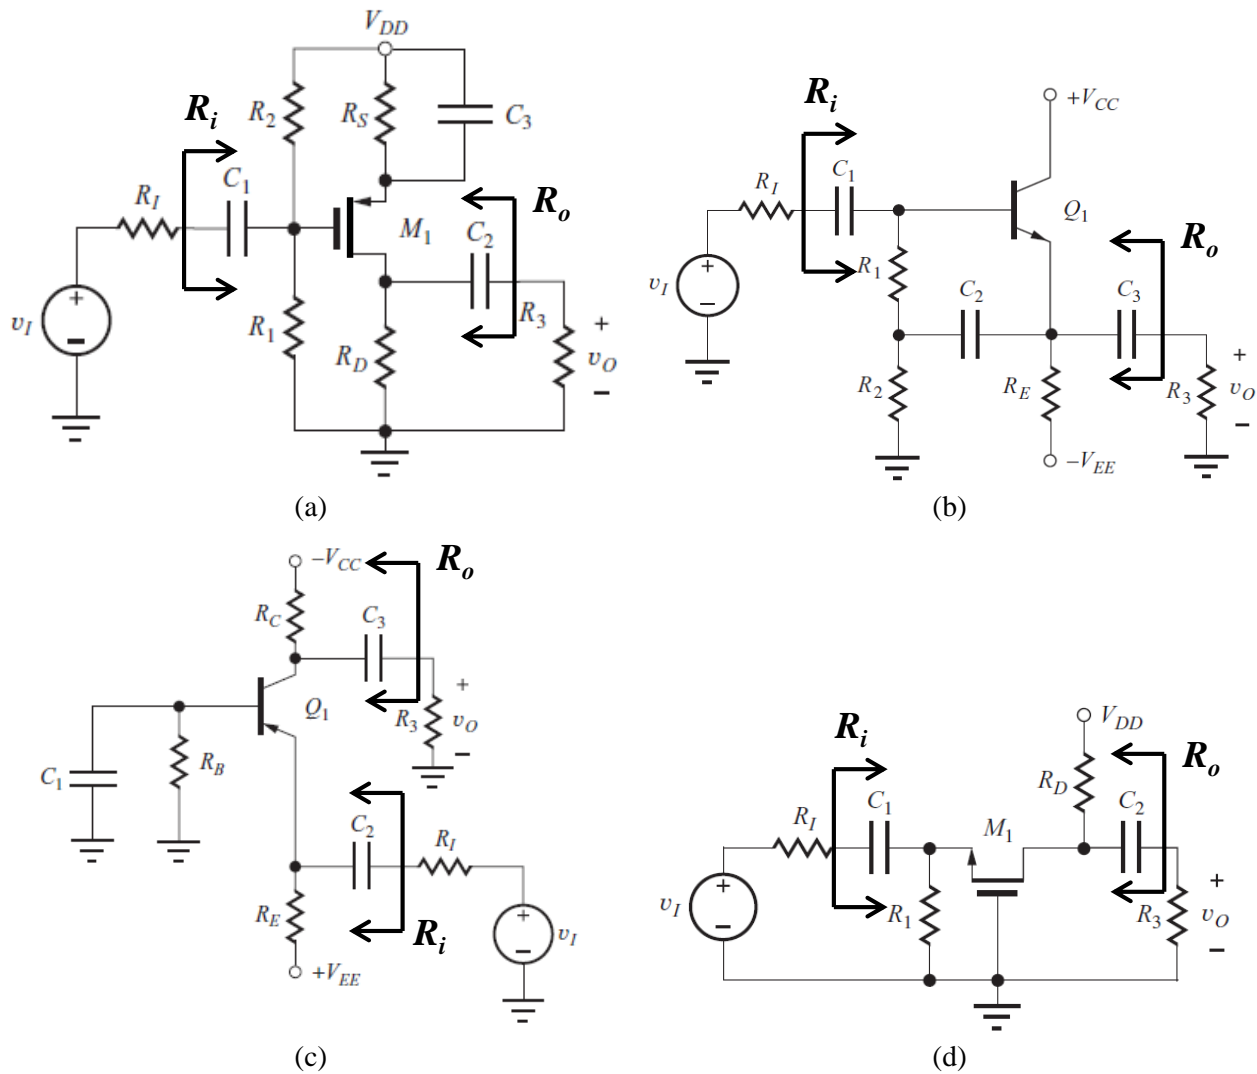 V_DD
R_i
R_2
R_S
C_3
R_I
C_1
R_o
M_1
C_2
v_I
+
−
R_1
R_D
R_3
+
v_O
−
(a)
+V_CC
R_i
R_I
C_1
Q_1
R_o
v_I
+
−
R_1
C_2
C_3
R_2
R_E
R_3
+
v_O
−
−V_EE
(b)
−V_CC
R_o
R_C
C_3
Q_1
R_3
+
v_O
−
C_1
R_B
C_2
R_I
R_E
R_i
+
−
v_I
+V_EE
(c)
V_DD
R_i
R_o
R_D
R_I
C_1
M_1
C_2
v_I
+
−
R_1
R_3
+
v_O
−
(d)